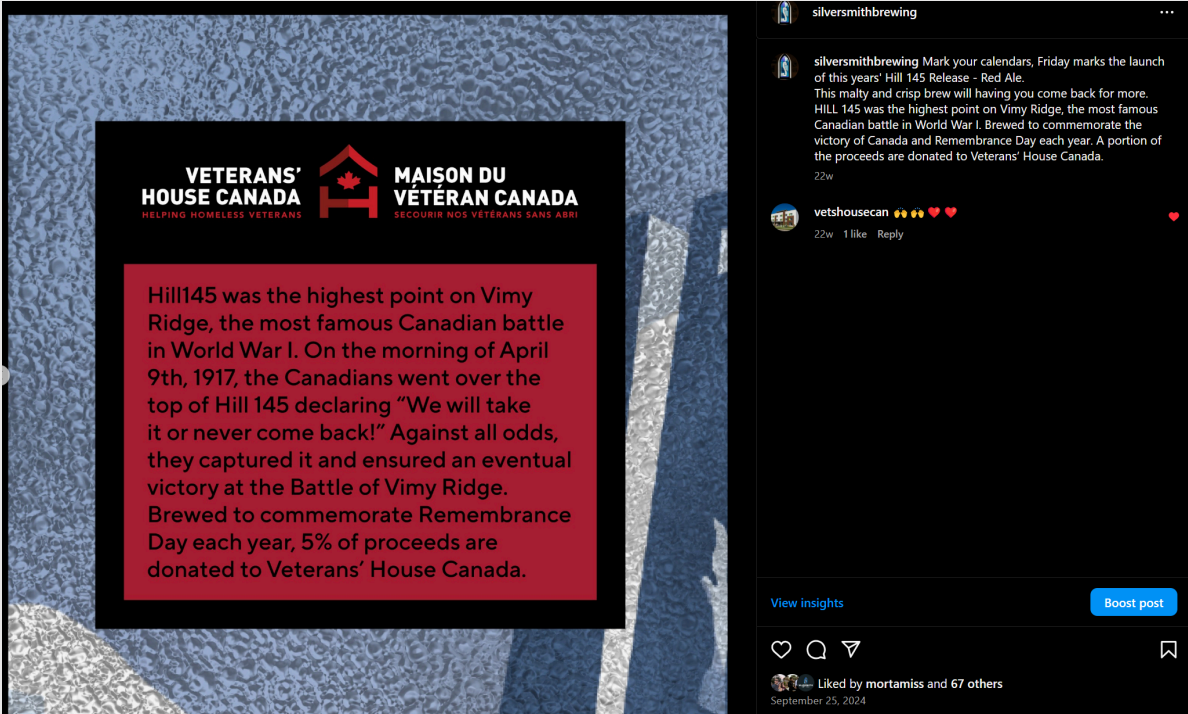 VETERANS’
HOUSE CANADA
HELPING HOMELESS VETERANS
MAISON DU
VÉTÉRAN CANADA
SECOURIR NOS VÉTÉRANS SANS ABRI
Hill145 was the highest point on Vimy
Ridge, the most famous Canadian battle
in World War I. On the morning of April
9th, 1917, the Canadians went over the
top of Hill 145 declaring “We will take
it or never come back!” Against all odds,
they captured it and ensured an eventual
victory at the Battle of Vimy Ridge.
Brewed to commemorate Remembrance
Day each year, 5% of proceeds are
donated to Veterans’ House Canada.
silversmithbrewing
silversmithbrewing Mark your calendars, Friday marks the launch
of this years' Hill 145 Release - Red Ale.
This malty and crisp brew will having you come back for more.
HILL 145 was the highest point on Vimy Ridge, the most famous
Canadian battle in World War I. Brewed to commemorate the
victory of Canada and Remembrance Day each year. A portion of
the proceeds are donated to Veterans’ House Canada.
22w
vetshousecan 🙌 🙌 ❤️ ❤️
22w 1 like Reply
View insights
Boost post
Liked by mortamiss and 67 others
September 25, 2024